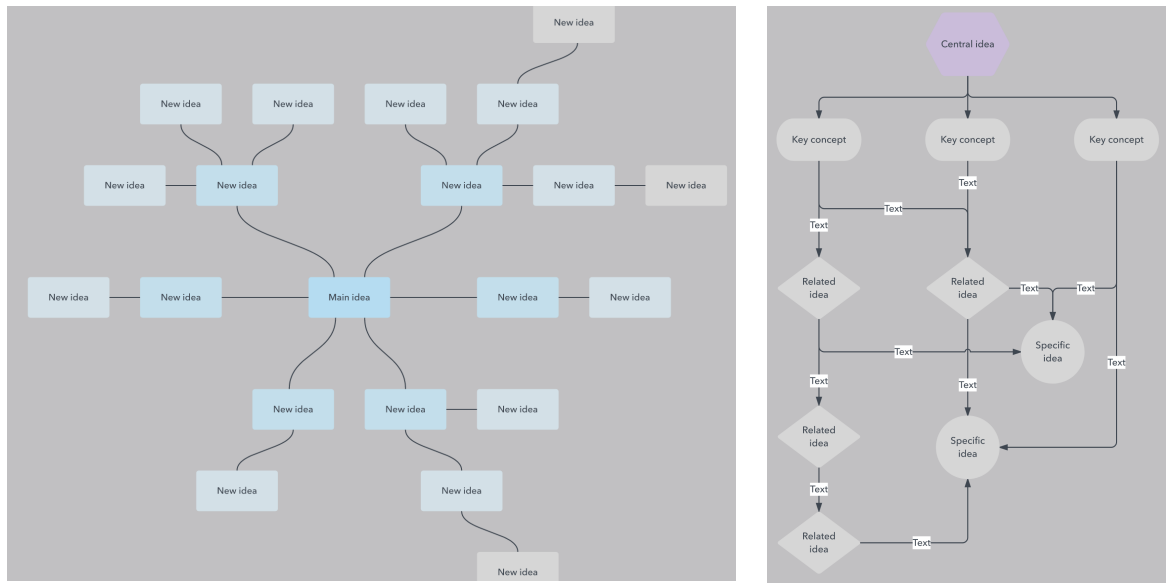 New idea
New idea
New idea
New idea
New idea
New idea
New idea
New idea
New idea
New idea
New idea
New idea
Main idea
New idea
New idea
New idea
New idea
New idea
New idea
New idea
New idea
Central idea
Key concept
Key concept
Key concept
Text
Text
Text
Related
idea
Related
idea
Text
Text
Specific
idea
Text
Text
Text
Text
Related
idea
Specific
idea
Text
Related
idea
Text